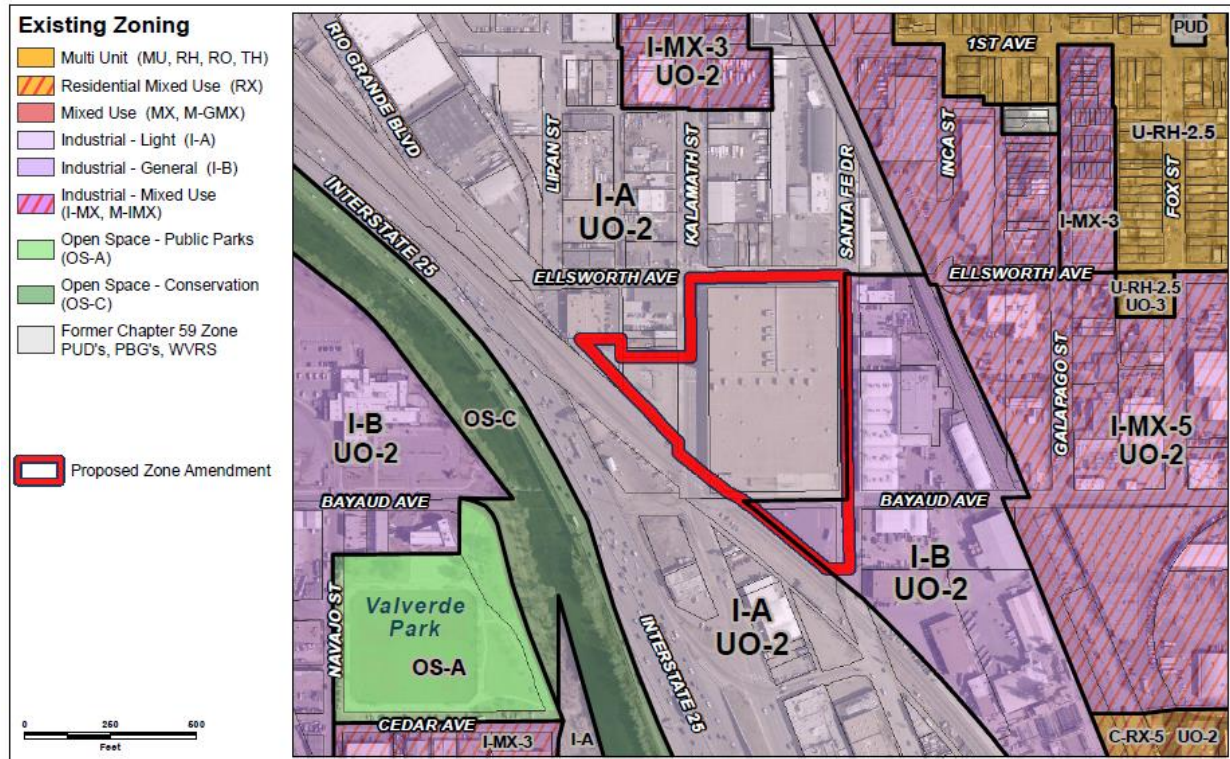 Existing Zoning
Multi Unit (MU, RH, RO, TH)
Residential Mixed Use (RX)
Mixed Use (MX, M-GMX)
Industrial - Light (I-A)
Industrial - General (I-B)
Industrial - Mixed Use
(I-MX, M-IMX)
Open Space - Public Parks
(OS-A)
Open Space - Conservation
(OS-C)
Former Chapter 59 Zone
PUD's, PBG's, WVRS
Proposed Zone Amendment
0 250 500
Feet
RIO GRANDE BLVD
I-MX-3
UO-2
1ST AVE
PUD
LIPAN ST
KALAMATH ST
SANTA FE DR
INCA ST
U-RH-2.5
FOX ST
INTERSTATE 25
I-A
UO-2
I-MX-3
ELLSWORTH AVE
ELLSWORTH AVE
U-RH-2.5
UO-3
GALAPAGO ST
I-B
UO-2
OS-C
I-MX-5
UO-2
BAYAUD AVE
BAYAUD AVE
I-B
UO-2
NAVAJO ST
Valverde
Park
OS-A
I-A
UO-2
INTERSTATE 25
CEDAR AVE
I-MX-3
I-A
C-RX-5 UO-2